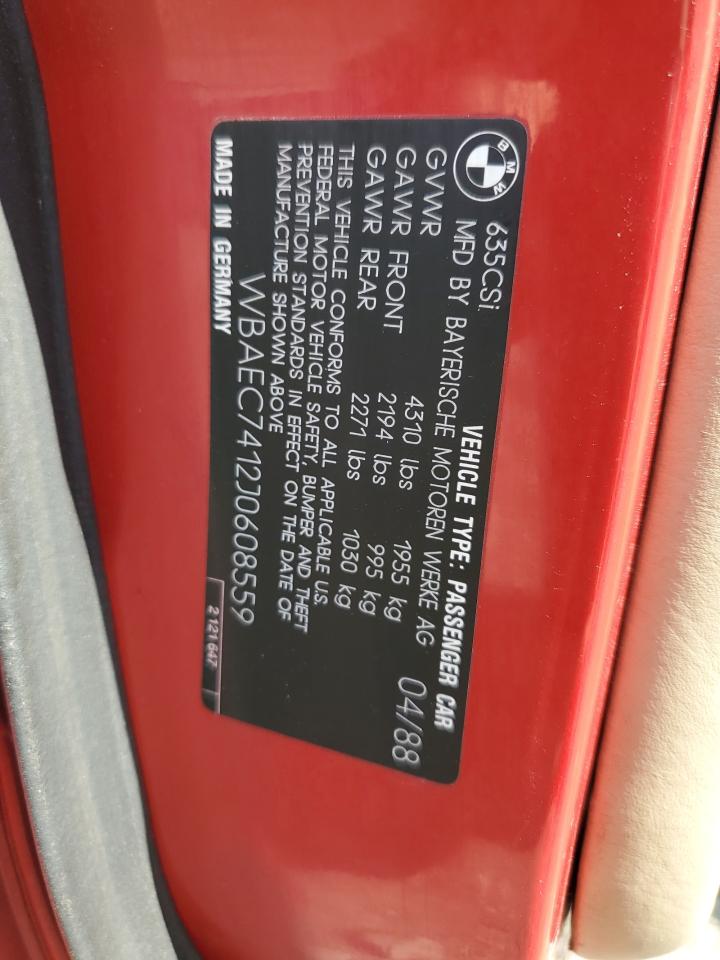 BMW
635CSi
VEHICLE TYPE: PASSENGER CAR
MFD BY BAYERISCHE MOTOREN WERKE AG
GVWR 4310 lbs 1955 kg 04/88
GAWR FRONT 2194 lbs 995 kg
GAWR REAR 2271 lbs 1030 kg
THIS VEHICLE CONFORMS TO ALL APPLICABLE U.S.
FEDERAL MOTOR VEHICLE SAFETY, BUMPER AND THEFT
PREVENTION STANDARDS IN EFFECT ON THE DATE OF
MANUFACTURE SHOWN ABOVE
WBAEC7412J0608559
MADE IN GERMANY
2121647